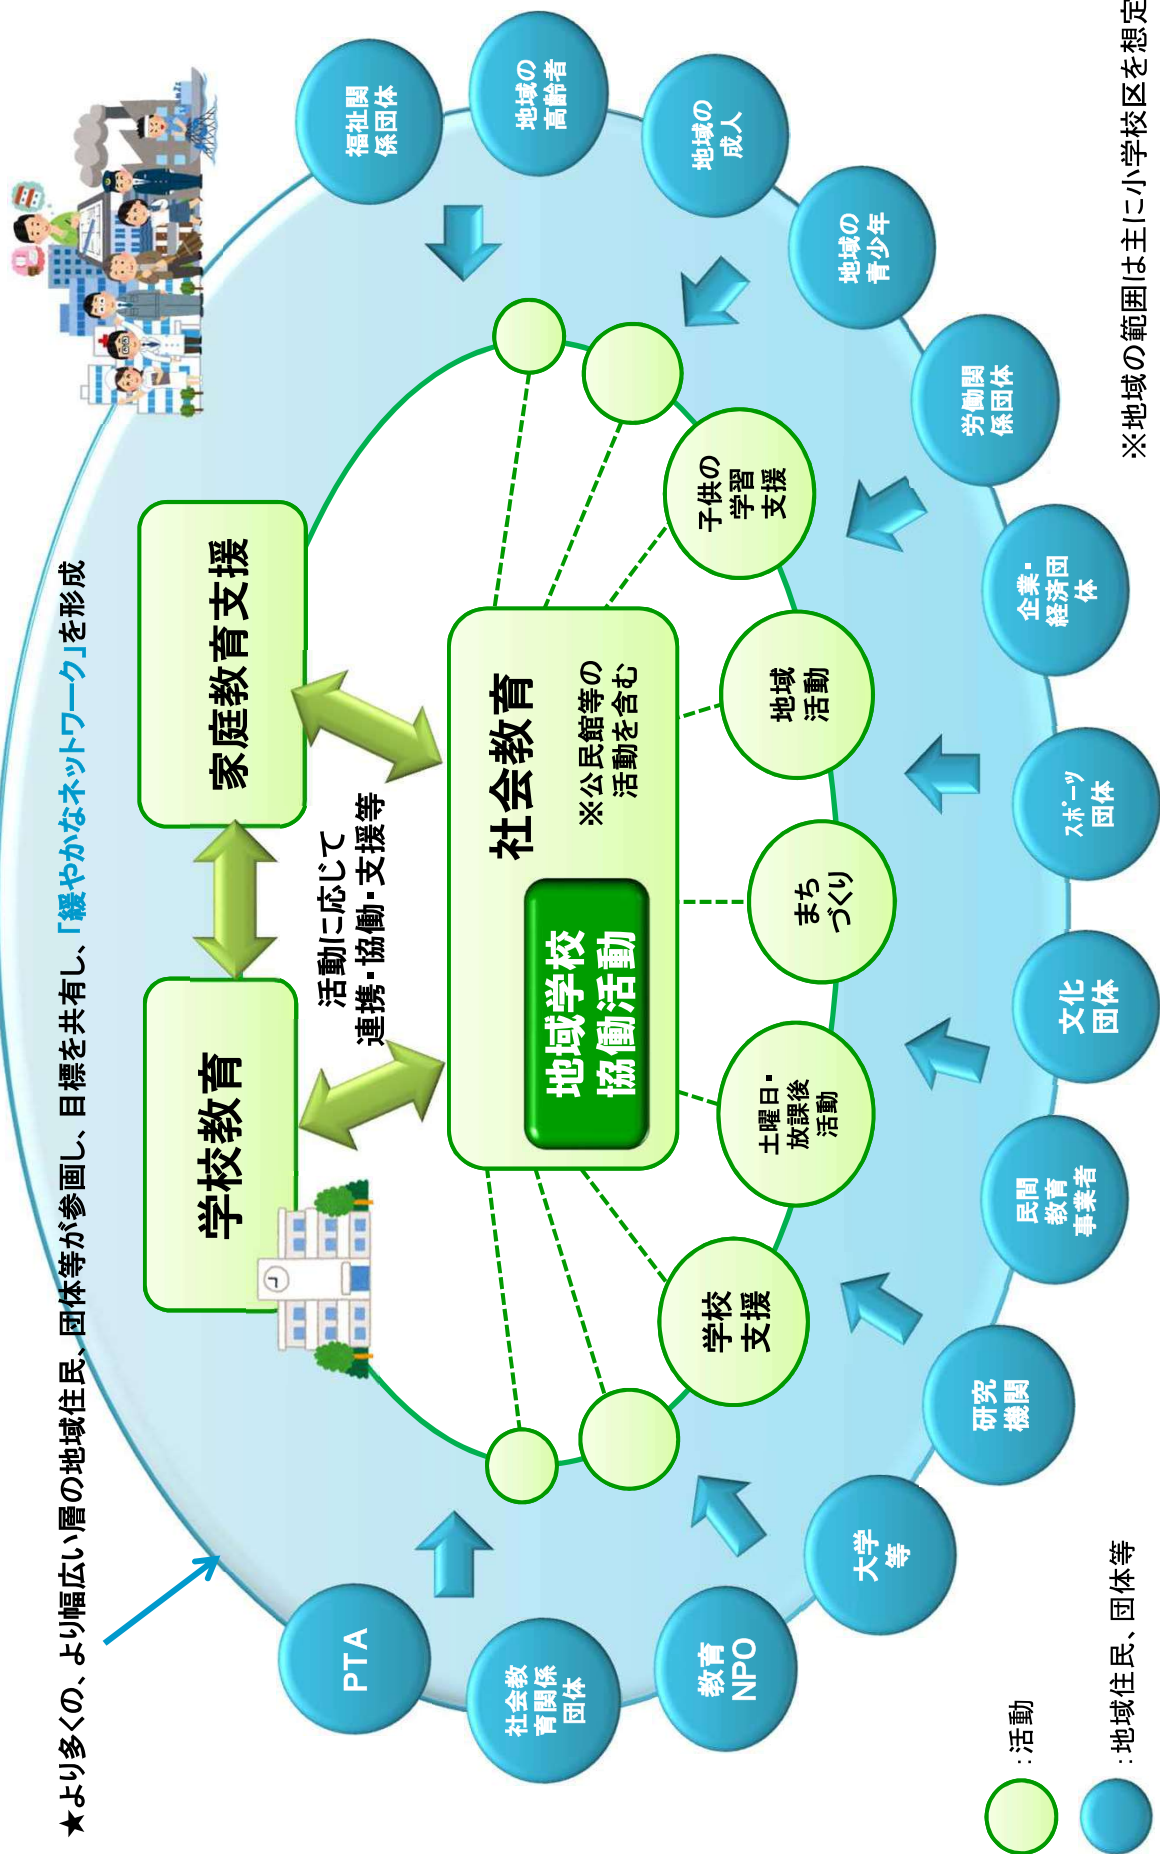 ★より多くの、より幅広い層の地域住民、団体等が参画し、目標を共有し、「緩やかなネットワーク」を形成
学校教育
家庭教育支援
活動に応じて
連携・協働・支援等
社会教育
※公民館等の
活動を含む
地域学校
協働活動
学校
支援
土曜日・
放課後
活動
まち
づくり
地域
活動
子供の
学習
支援
PTA
社会教
育関係
団体
教育
NPO
大学
等
研究
機関
民間
教育
事業者
文化
団体
スポーツ
団体
企業・
経済団
体
労働関
係団体
地域の
青少年
地域の
成人
地域の
高齢者
福祉関
係団体
：活動
：地域住民、団体等
※地域の範囲は主に小学校区を想定